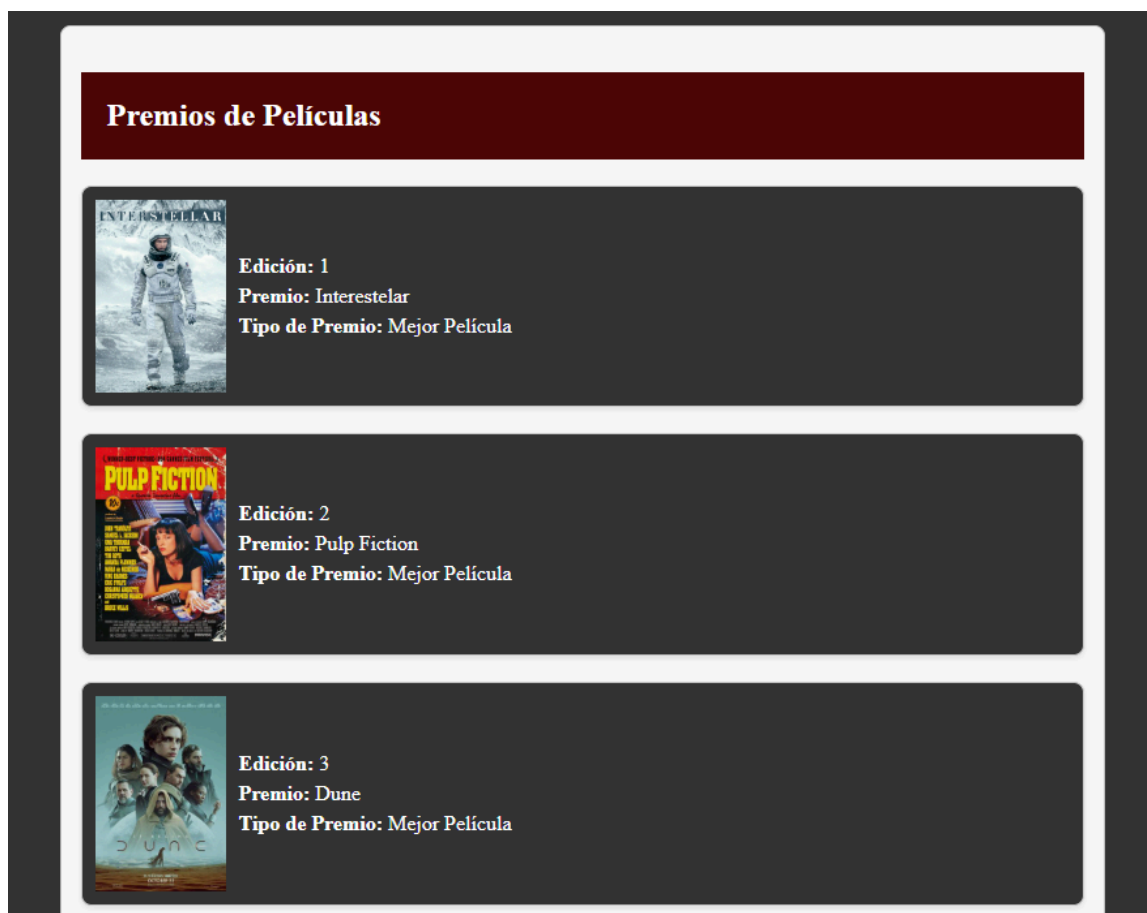 Premios de Películas
INTERSTELLAR
Edición: 1
Premio: Interestelar
Tipo de Premio: Mejor Película
PULP FICTION
Edición: 2
Premio: Pulp Fiction
Tipo de Premio: Mejor Película
Edición: 3
Premio: Dune
Tipo de Premio: Mejor Película
DUNE